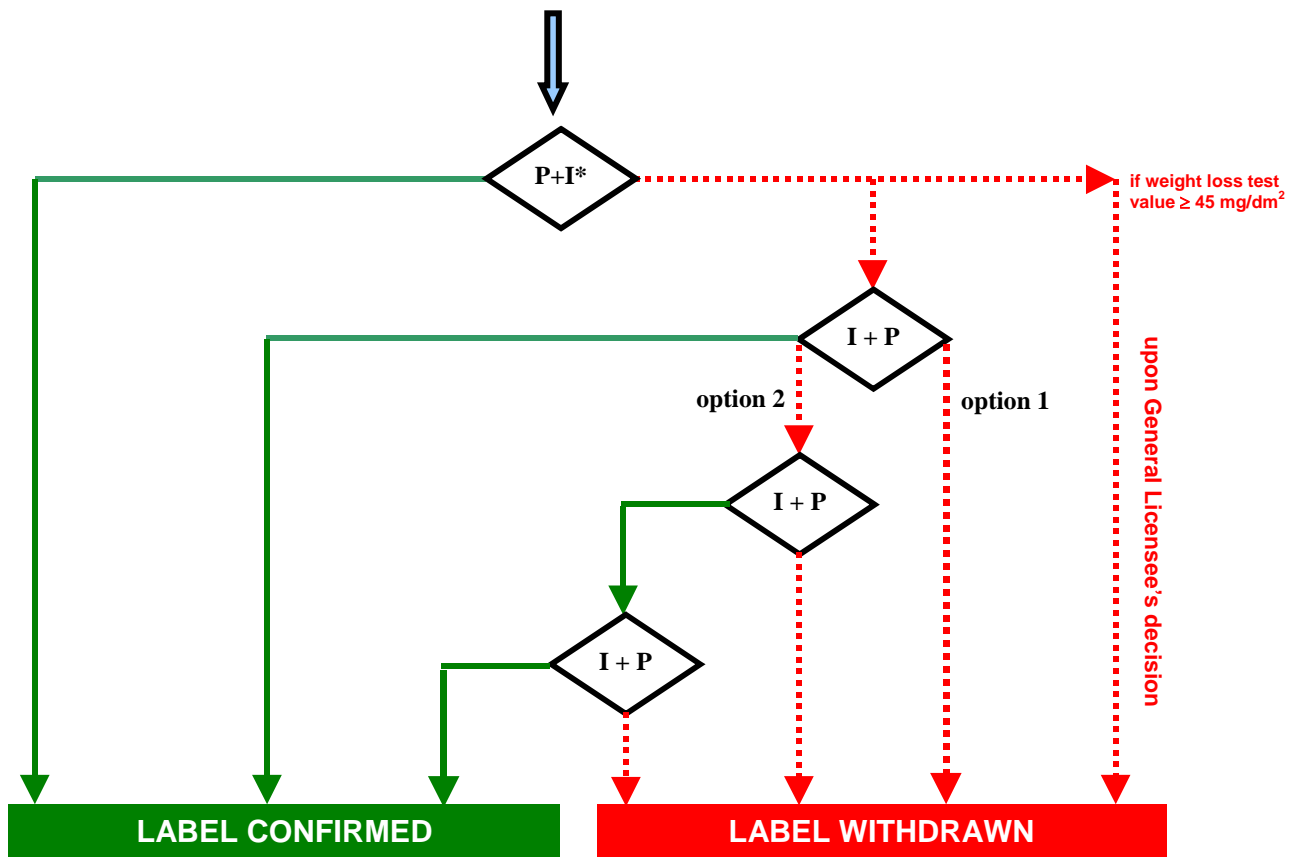 P+I*
if weight loss test
value ≥ 45 mg/dm²
I + P
option 2
option 1
upon General Licensee's decision
I + P
I + P
LABEL CONFIRMED
LABEL WITHDRAWN